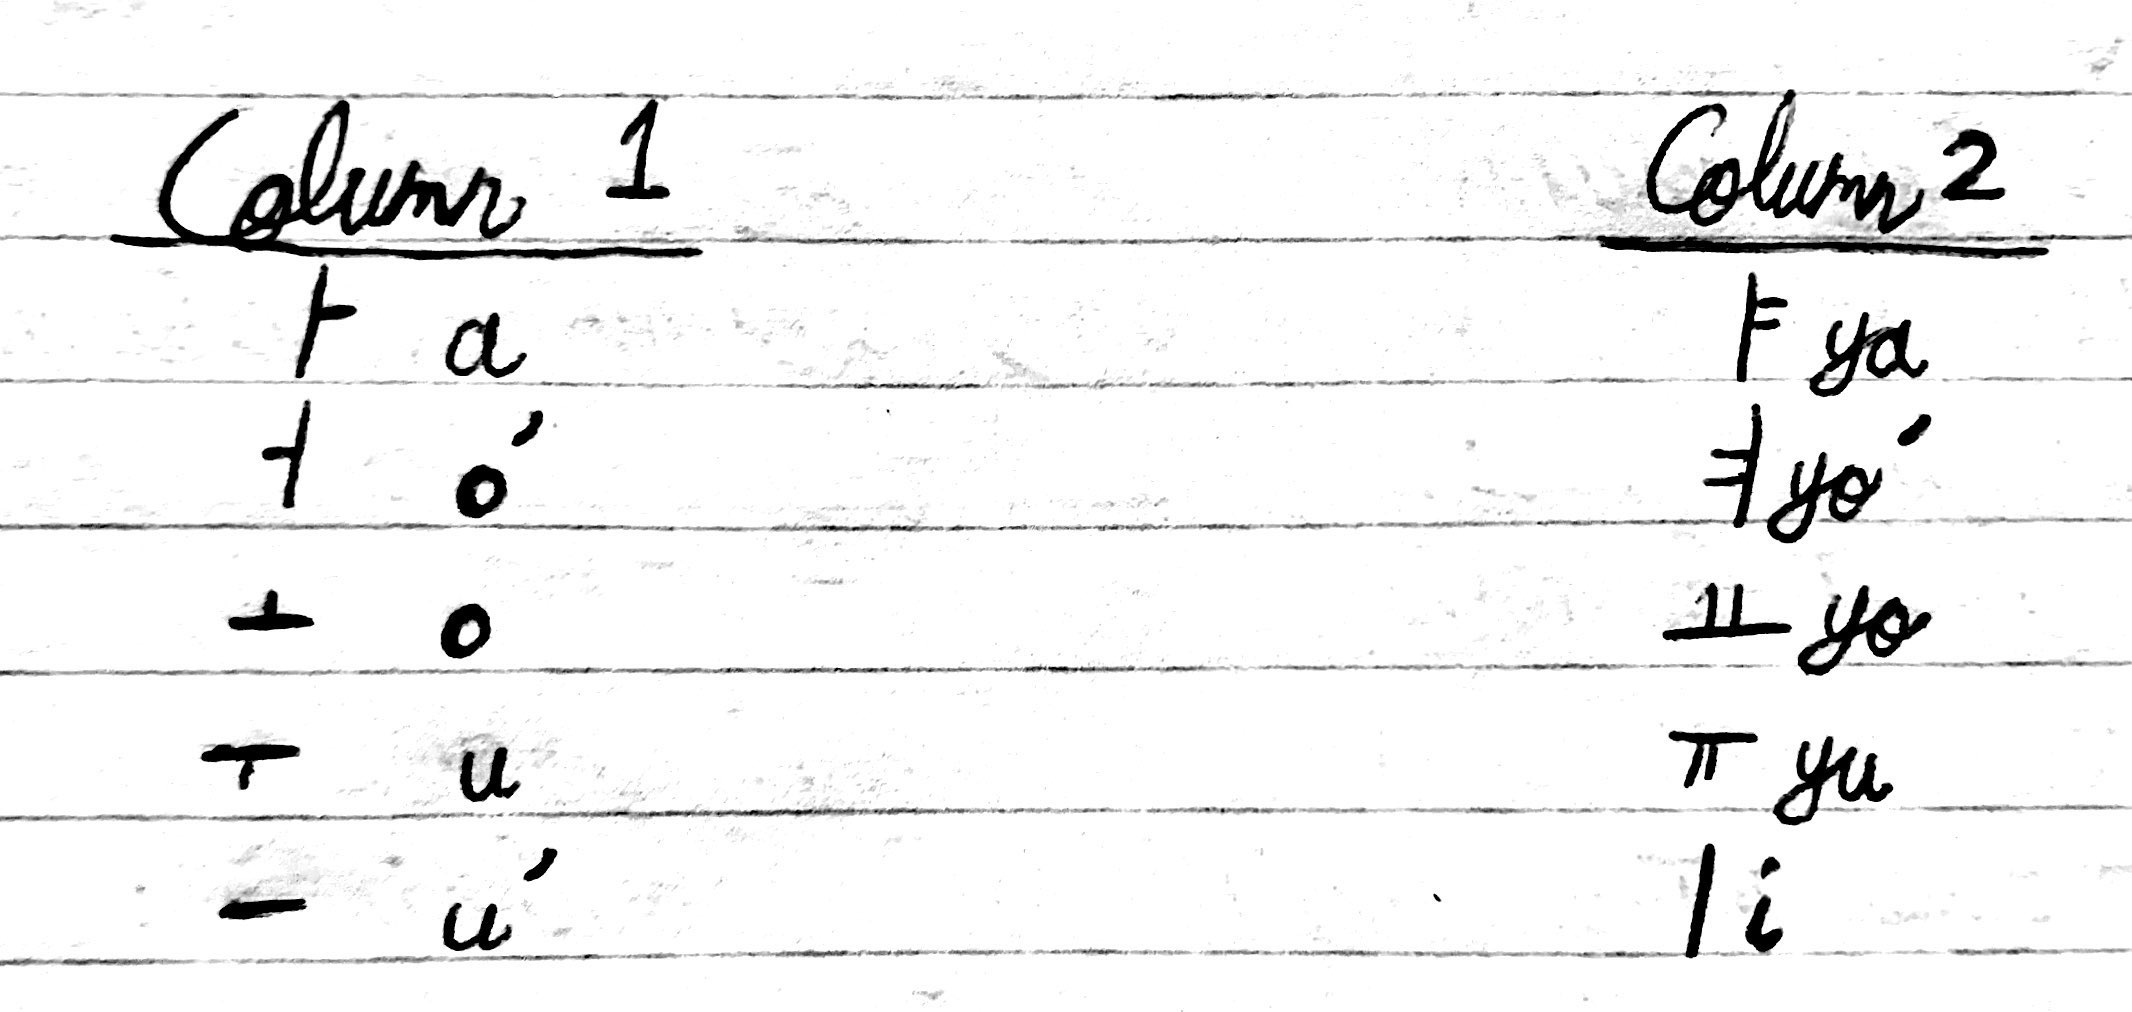 Column 1 Column 2
ㅏ a ㅑ ya
ㅓ o' ㅕ yo'
ㅗ o ㅛ yo
ㅜ u ㅠ yu
ㅡ u' ㅣ i